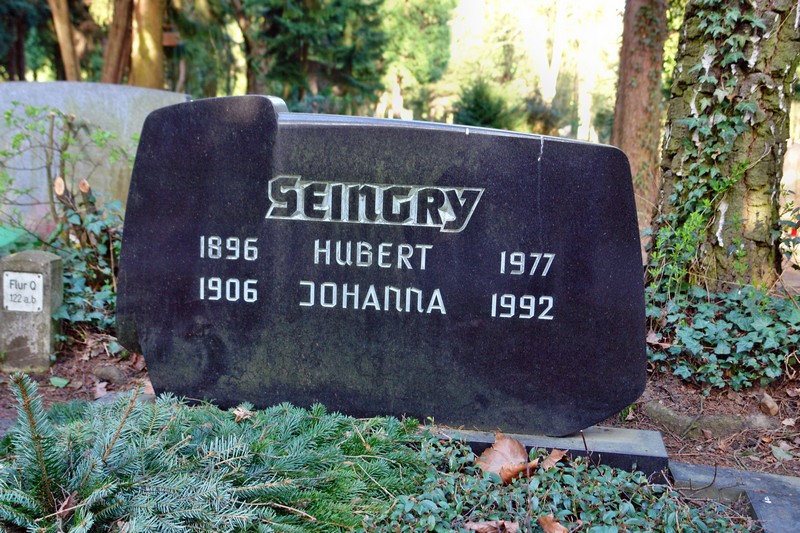 SEINGRY
1896 HUBERT 1977
1906 JOHANNA 1992
Flur Q
122 a.b